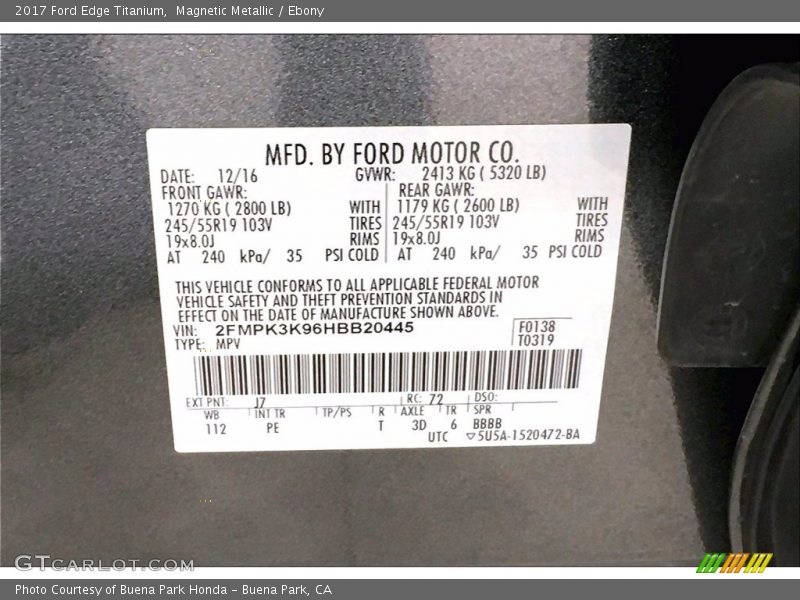 2017 Ford Edge Titanium,  Magnetic Metallic / Ebony
MFD. BY FORD MOTOR CO.
DATE: 12/16 GVWR: 2413 KG ( 5320 LB)
FRONT GAWR: REAR GAWR:
1270 KG ( 2800 LB) WITH 1179 KG ( 2600 LB) WITH
245/55R19 103V TIRES 245/55R19 103V TIRES
19x8.0J RIMS 19x8.0J RIMS
AT 240 kPa/ 35 PSI COLD AT 240 kPa/ 35 PSI COLD
THIS VEHICLE CONFORMS TO ALL APPLICABLE FEDERAL MOTOR
VEHICLE SAFETY AND THEFT PREVENTION STANDARDS IN
EFFECT ON THE DATE OF MANUFACTURE SHOWN ABOVE.
VIN: 2FMPK3K96HBB20445 F0138
TYPE: MPV T0319
EXT PNT: J7 RC: 72 DSO:
WB INT TR TP/PS R AXLE TR SPR
112 PE T 3D 6 BBBB
UTC ▽5U5A-1520472-BA
GTCARLOT.COM
Photo Courtesy of Buena Park Honda – Buena Park, CA